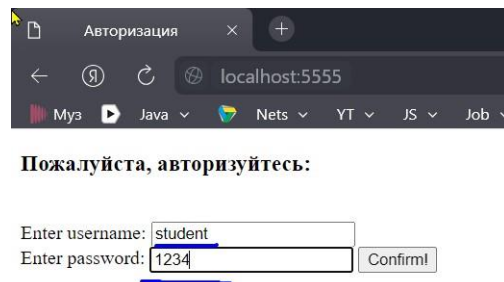 Авторизация
Я localhost:5555
Муз Java Nets YT JS Job
Пожалуйста, авторизуйтесь:
Enter username: student
Enter password: 1234 Confirm!